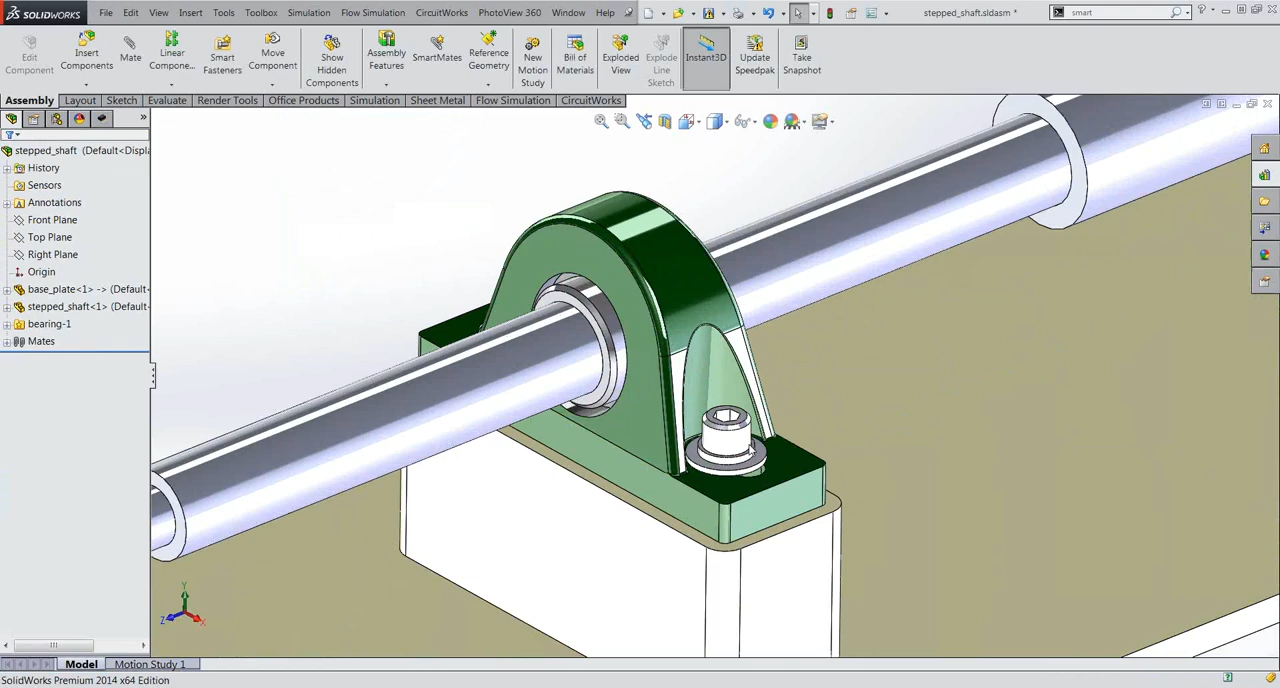 SOLIDWORKS File Edit View Insert Tools Toolbox Simulation Flow Simulation CircuitWorks PhotoView 360 Window Help stepped_shaft.sldasm * smart
Edit Component
Insert Components
Mate
Linear Compone...
Smart Fasteners
Move Component
Show Hidden Components
Assembly Features
SmartMates
Reference Geometry
New Motion Study
Bill of Materials
Exploded View
Explode Line Sketch
Instant3D
Update Speedpak
Take Snapshot
Assembly Layout Sketch Evaluate Render Tools Office Products Simulation Sheet Metal Flow Simulation CircuitWorks
stepped_shaft (Default<Displ
History
Sensors
Annotations
Front Plane
Top Plane
Right Plane
Origin
base_plate<1> -> (Default<
stepped_shaft<1> (Default<
bearing-1
Mates
Y
Z X
Model Motion Study 1
SolidWorks Premium 2014 x64 Edition